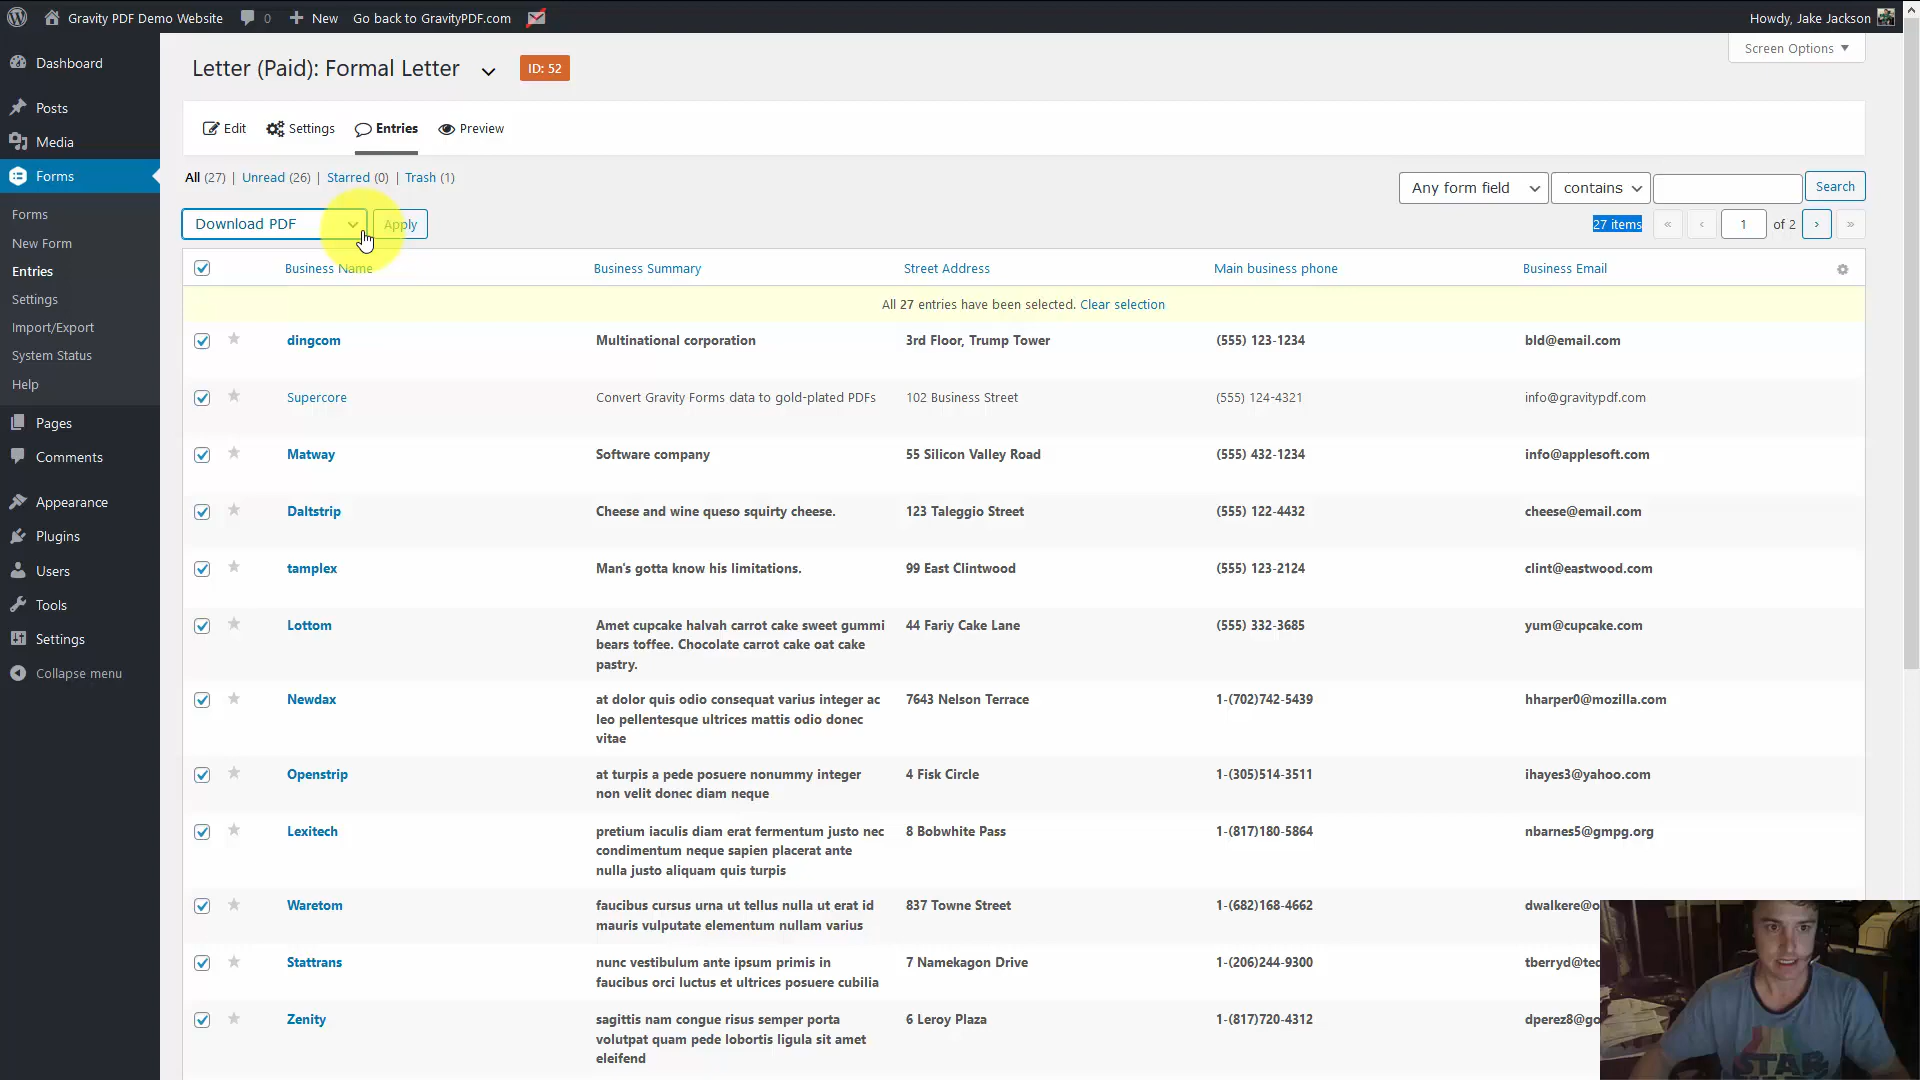 Gravity PDF Demo Website 0 New Go back to GravityPDF.com Howdy, Jake Jackson
Screen Options
Dashboard
Posts
Media
Forms
Forms
New Form
Entries
Settings
Import/Export
System Status
Help
Pages
Comments
Appearance
Plugins
Users
Tools
Settings
Collapse menu
Letter (Paid): Formal Letter ID: 52
Edit Settings Entries Preview
All (27) | Unread (26) | Starred (0) | Trash (1)
Any form field contains Search
Download PDF Apply 27 items « ‹ 1 of 2 › »
Business Name Business Summary Street Address Main business phone Business Email
All 27 entries have been selected. Clear selection
dingcom Multinational corporation 3rd Floor, Trump Tower (555) 123-1234 bld@email.com
Supercore Convert Gravity Forms data to gold-plated PDFs 102 Business Street (555) 124-4321 info@gravitypdf.com
Matway Software company 55 Silicon Valley Road (555) 432-1234 info@applesoft.com
Daltstrip Cheese and wine queso squirty cheese. 123 Taleggio Street (555) 122-4432 cheese@email.com
tamplex Man's gotta know his limitations. 99 East Clintwood (555) 123-2124 clint@eastwood.com
Lottom Amet cupcake halvah carrot cake sweet gummi 44 Fariy Cake Lane (555) 332-3685 yum@cupcake.com
bears toffee. Chocolate carrot cake oat cake
pastry.
Newdax at dolor quis odio consequat varius integer ac 7643 Nelson Terrace 1-(702)742-5439 hharper0@mozilla.com
leo pellentesque ultrices mattis odio donec
vitae
Openstrip at turpis a pede posuere nonummy integer 4 Fisk Circle 1-(305)514-3511 ihayes3@yahoo.com
non velit donec diam neque
Lexitech pretium iaculis diam erat fermentum justo nec 8 Bobwhite Pass 1-(817)180-5864 nbarnes5@gmpg.org
condimentum neque sapien placerat ante
nulla justo aliquam quis turpis
Waretom faucibus cursus urna ut tellus nulla ut erat id 837 Towne Street 1-(682)168-4662 dwalkere@o
mauris vulputate elementum nullam varius
Stattrans nunc vestibulum ante ipsum primis in 7 Namekagon Drive 1-(206)244-9300 tberryd@ted
faucibus orci luctus et ultrices posuere cubilia
Zenity sagittis nam congue risus semper porta 6 Leroy Plaza 1-(817)720-4312 dperez8@go
volutpat quam pede lobortis ligula sit amet
eleifend
STAR